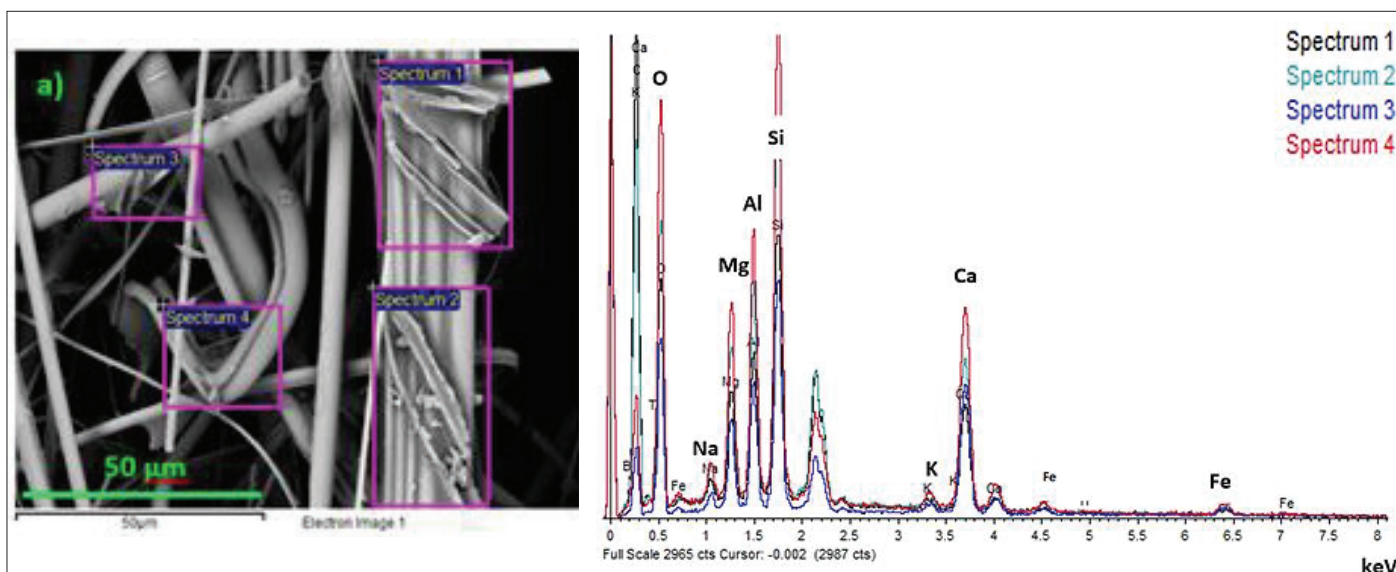 a)
Spectrum 1
Spectrum 3
Spectrum 2
Spectrum 4
50 µm
50µm
Electron Image 1
Spectrum 1
Spectrum 2
Spectrum 3
Spectrum 4
Ca
C
K
O
Si
Al
Mg
Ca
Na
Fe
K
K
Fe
Fe
Fe
0 0.5 1 1.5 2 2.5 3 3.5 4 4.5 5 5.5 6 6.5 7 7.5 8
Full Scale 2965 cts Cursor: -0.002 (2987 cts)
keV